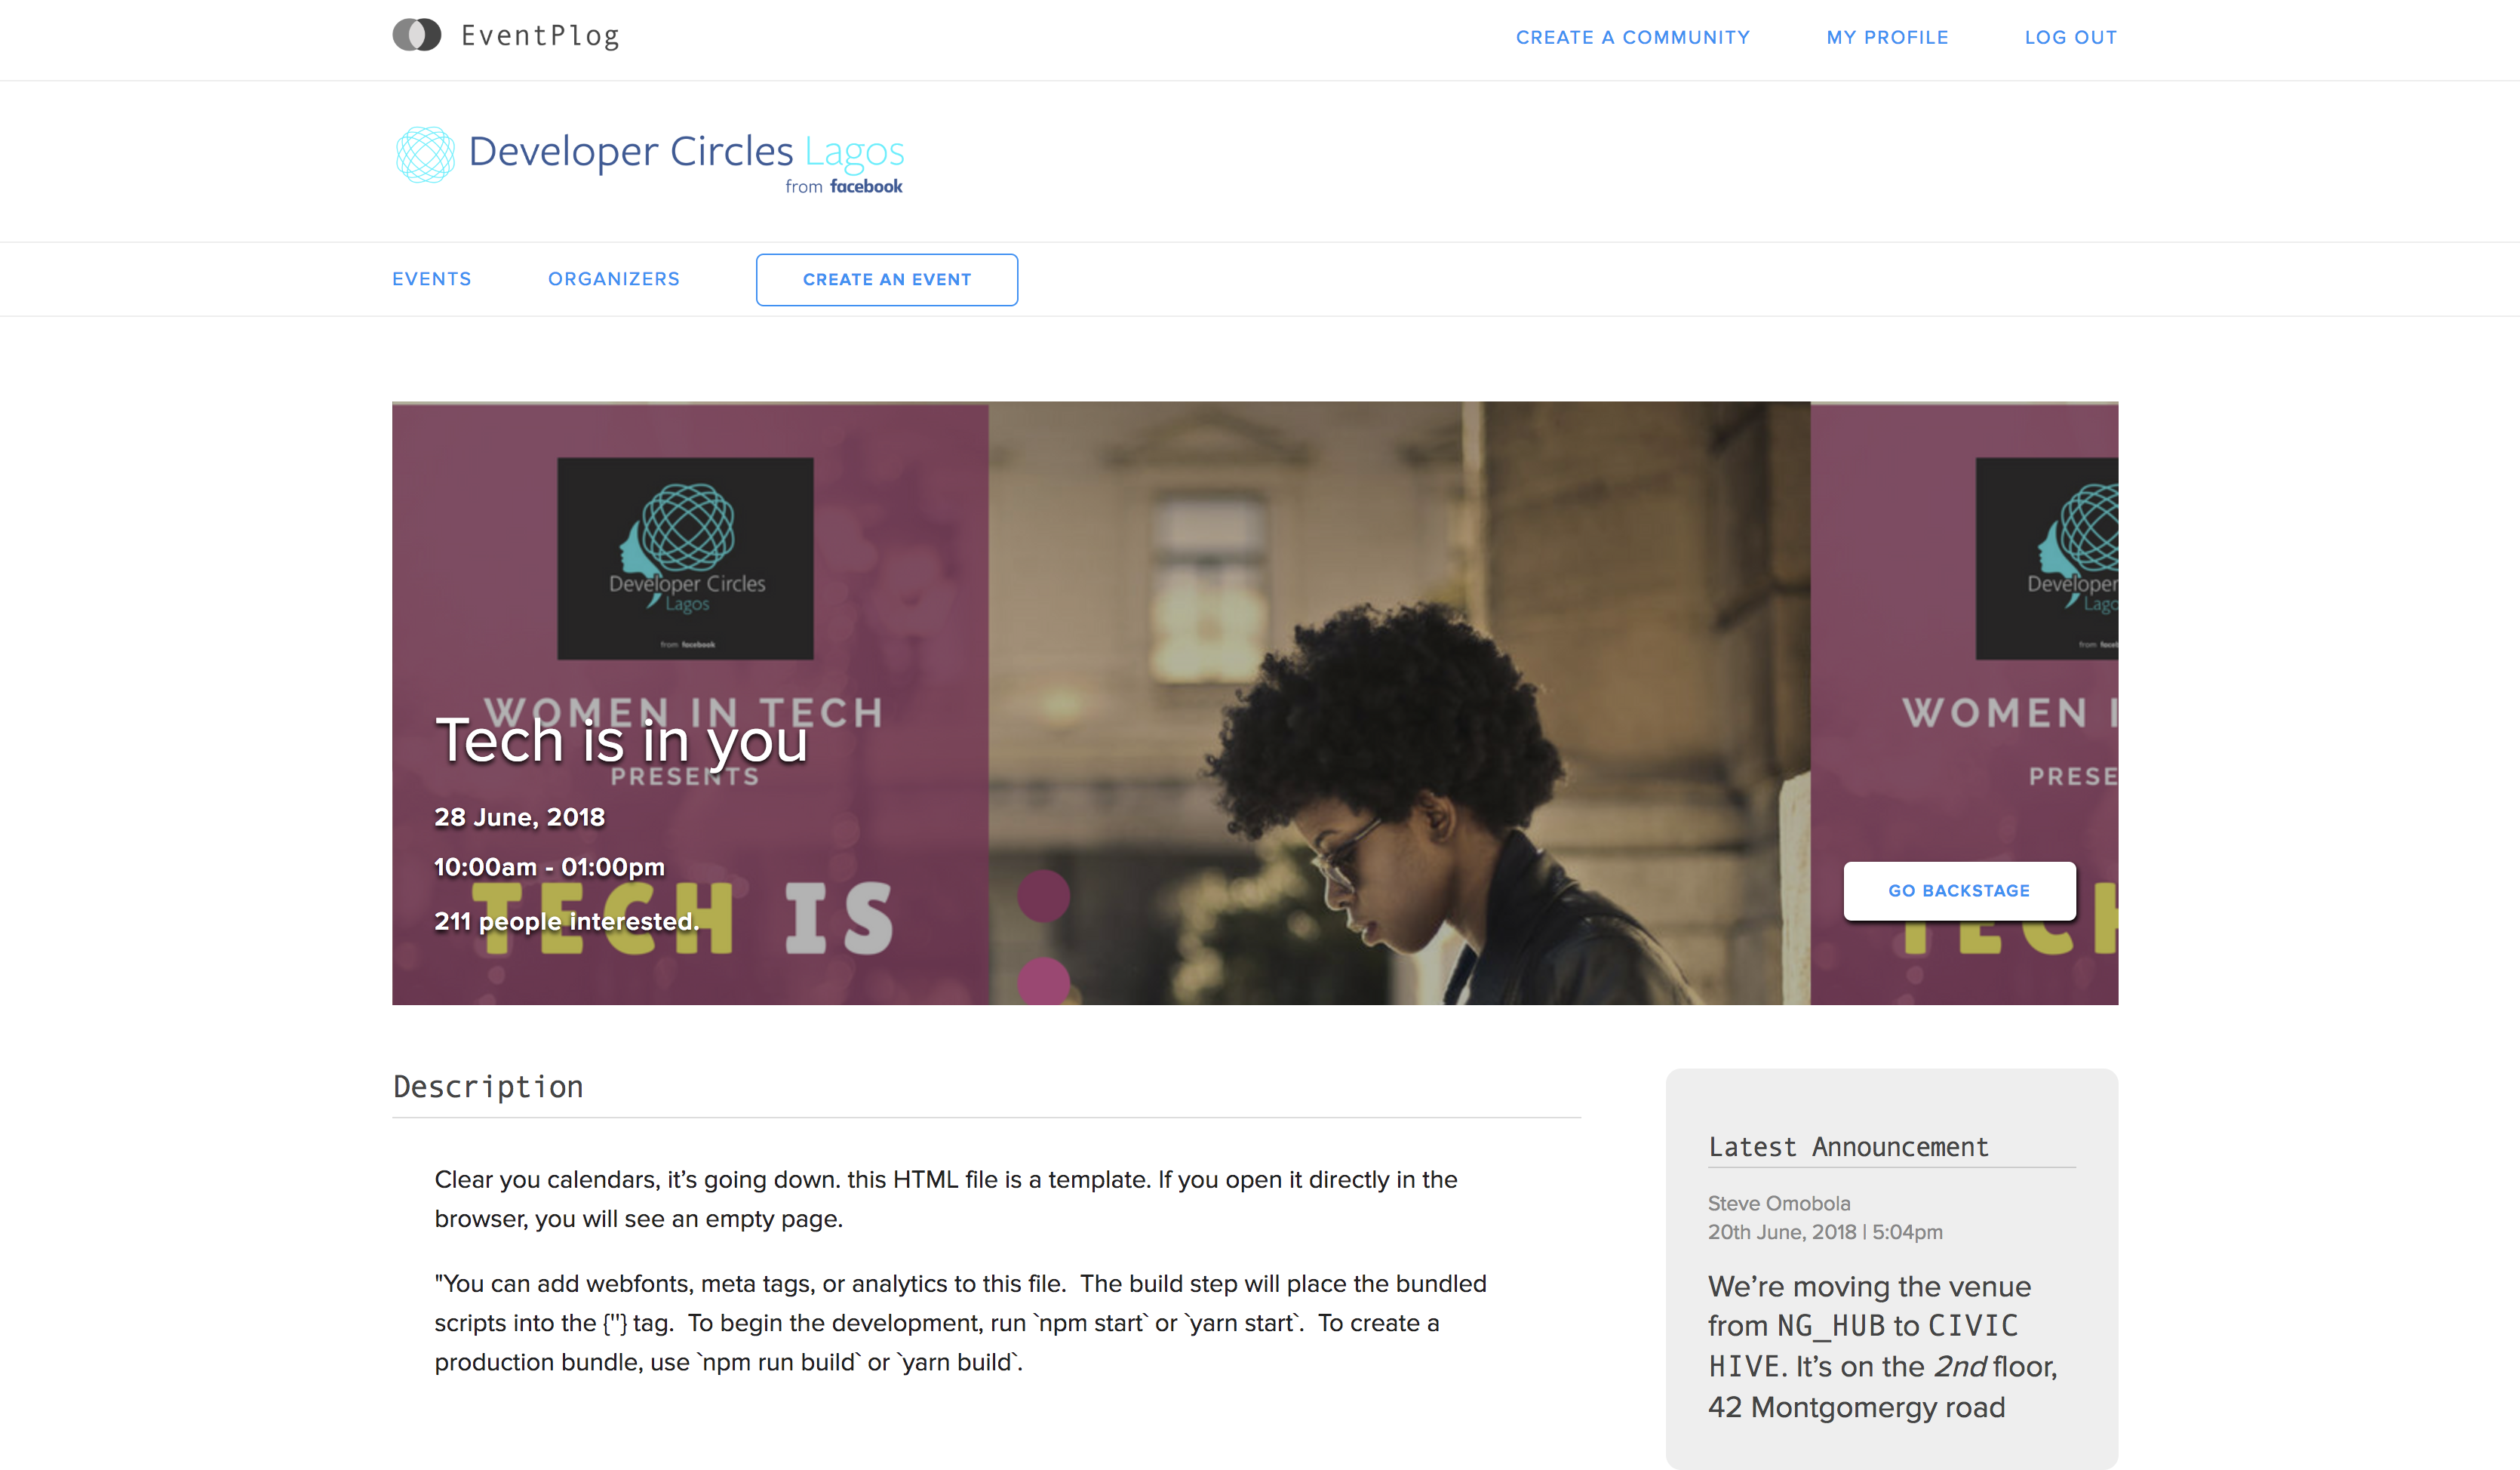 EventPlog
CREATE A COMMUNITY
MY PROFILE
LOG OUT
Developer Circles Lagos
from facebook
EVENTS
ORGANIZERS
CREATE AN EVENT
Developer Circles
Lagos
from facebook
WOMEN IN TECH
Tech is in you
PRESENTS
28 June, 2018
10:00am - 01:00pm
211 people interested.
TECH IS
Developer
Lago
from faceb
WOMEN I
PRESE
GO BACKSTAGE
TECH
Description
Clear you calendars, it’s going down. this HTML file is a template. If you open it directly in the
browser, you will see an empty page.
"You can add webfonts, meta tags, or analytics to this file.  The build step will place the bundled
scripts into the {''} tag.  To begin the development, run `npm start` or `yarn start`.  To create a
production bundle, use `npm run build` or `yarn build`.
Latest Announcement
Steve Omobola
20th June, 2018 | 5:04pm
We’re moving the venue
from NG_HUB to CIVIC
HIVE. It’s on the 2nd floor,
42 Montgomergy road